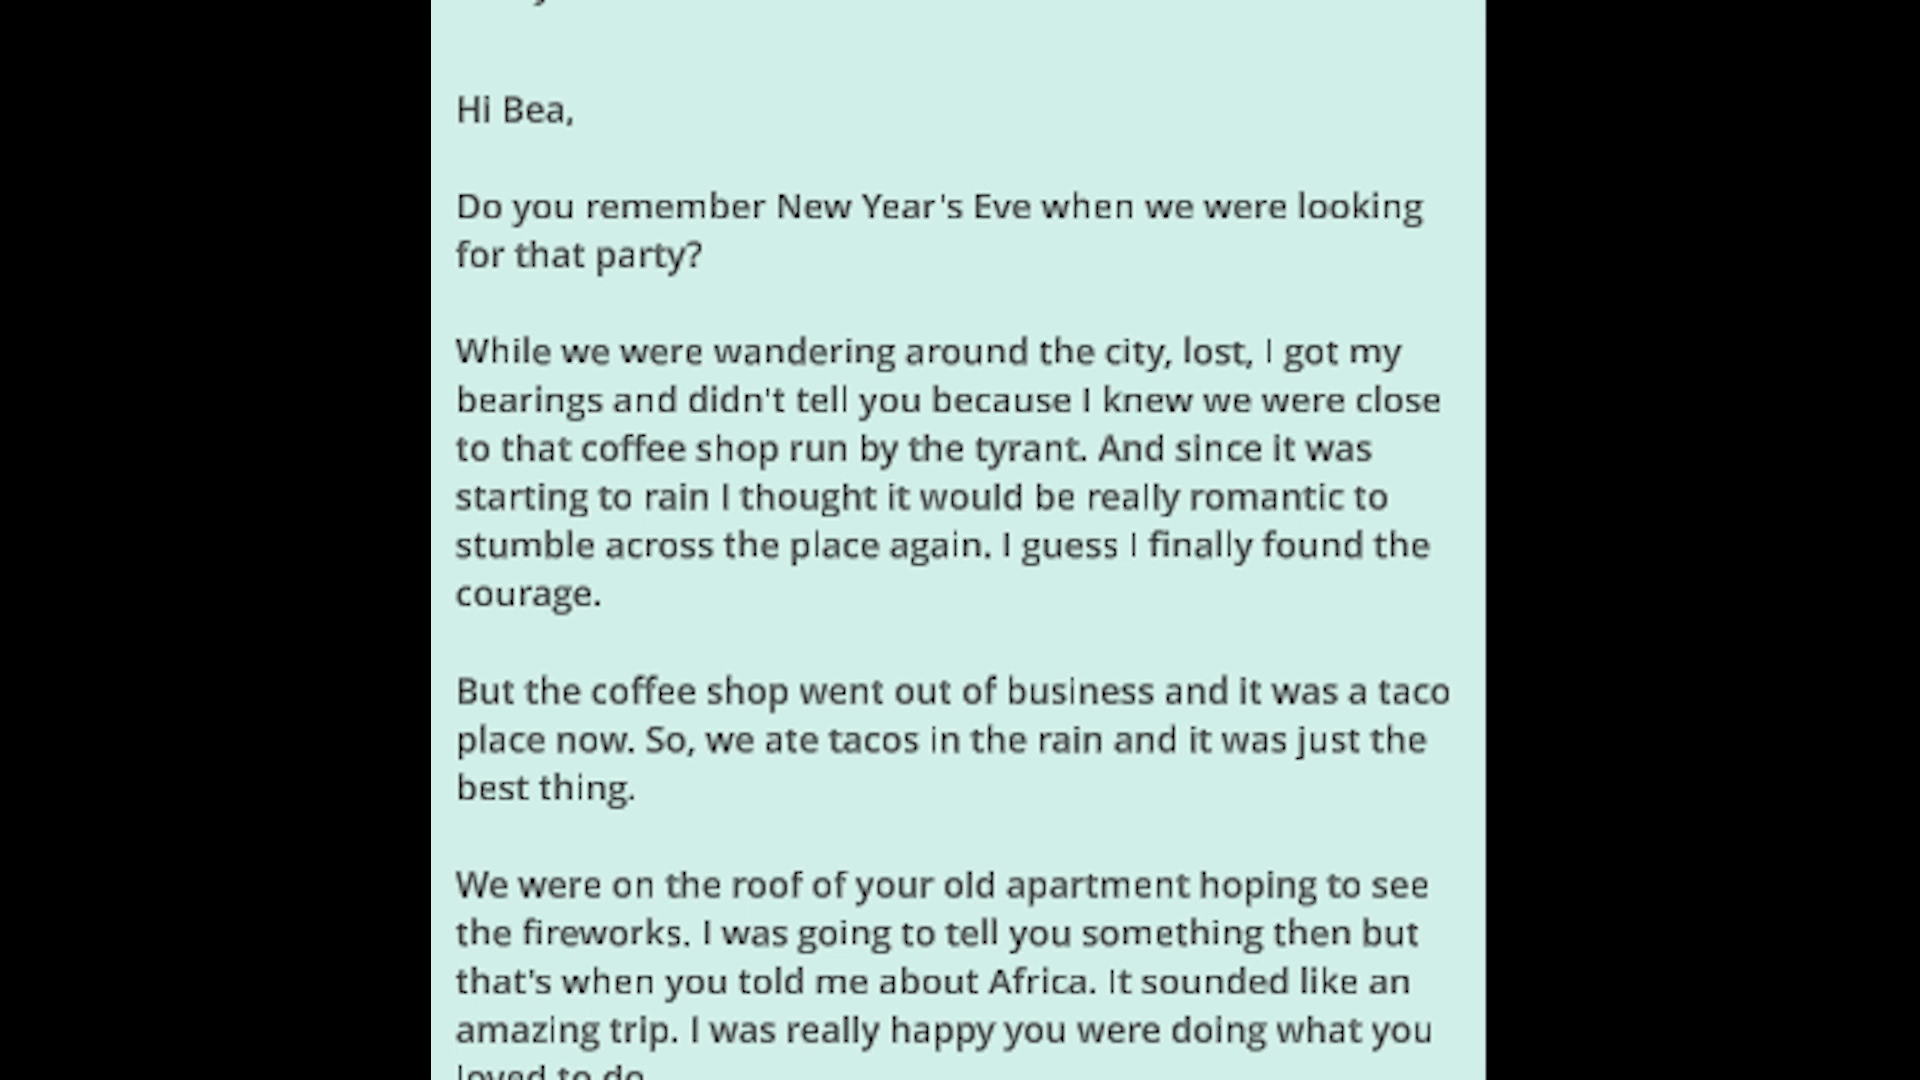 Hi Bea,
Do you remember New Year's Eve when we were looking
for that party?
While we were wandering around the city, lost, I got my
bearings and didn't tell you because I knew we were close
to that coffee shop run by the tyrant. And since it was
starting to rain I thought it would be really romantic to
stumble across the place again. I guess I finally found the
courage.
But the coffee shop went out of business and it was a taco
place now. So, we ate tacos in the rain and it was just the
best thing.
We were on the roof of your old apartment hoping to see
the fireworks. I was going to tell you something then but
that's when you told me about Africa. It sounded like an
amazing trip. I was really happy you were doing what you
loved to do